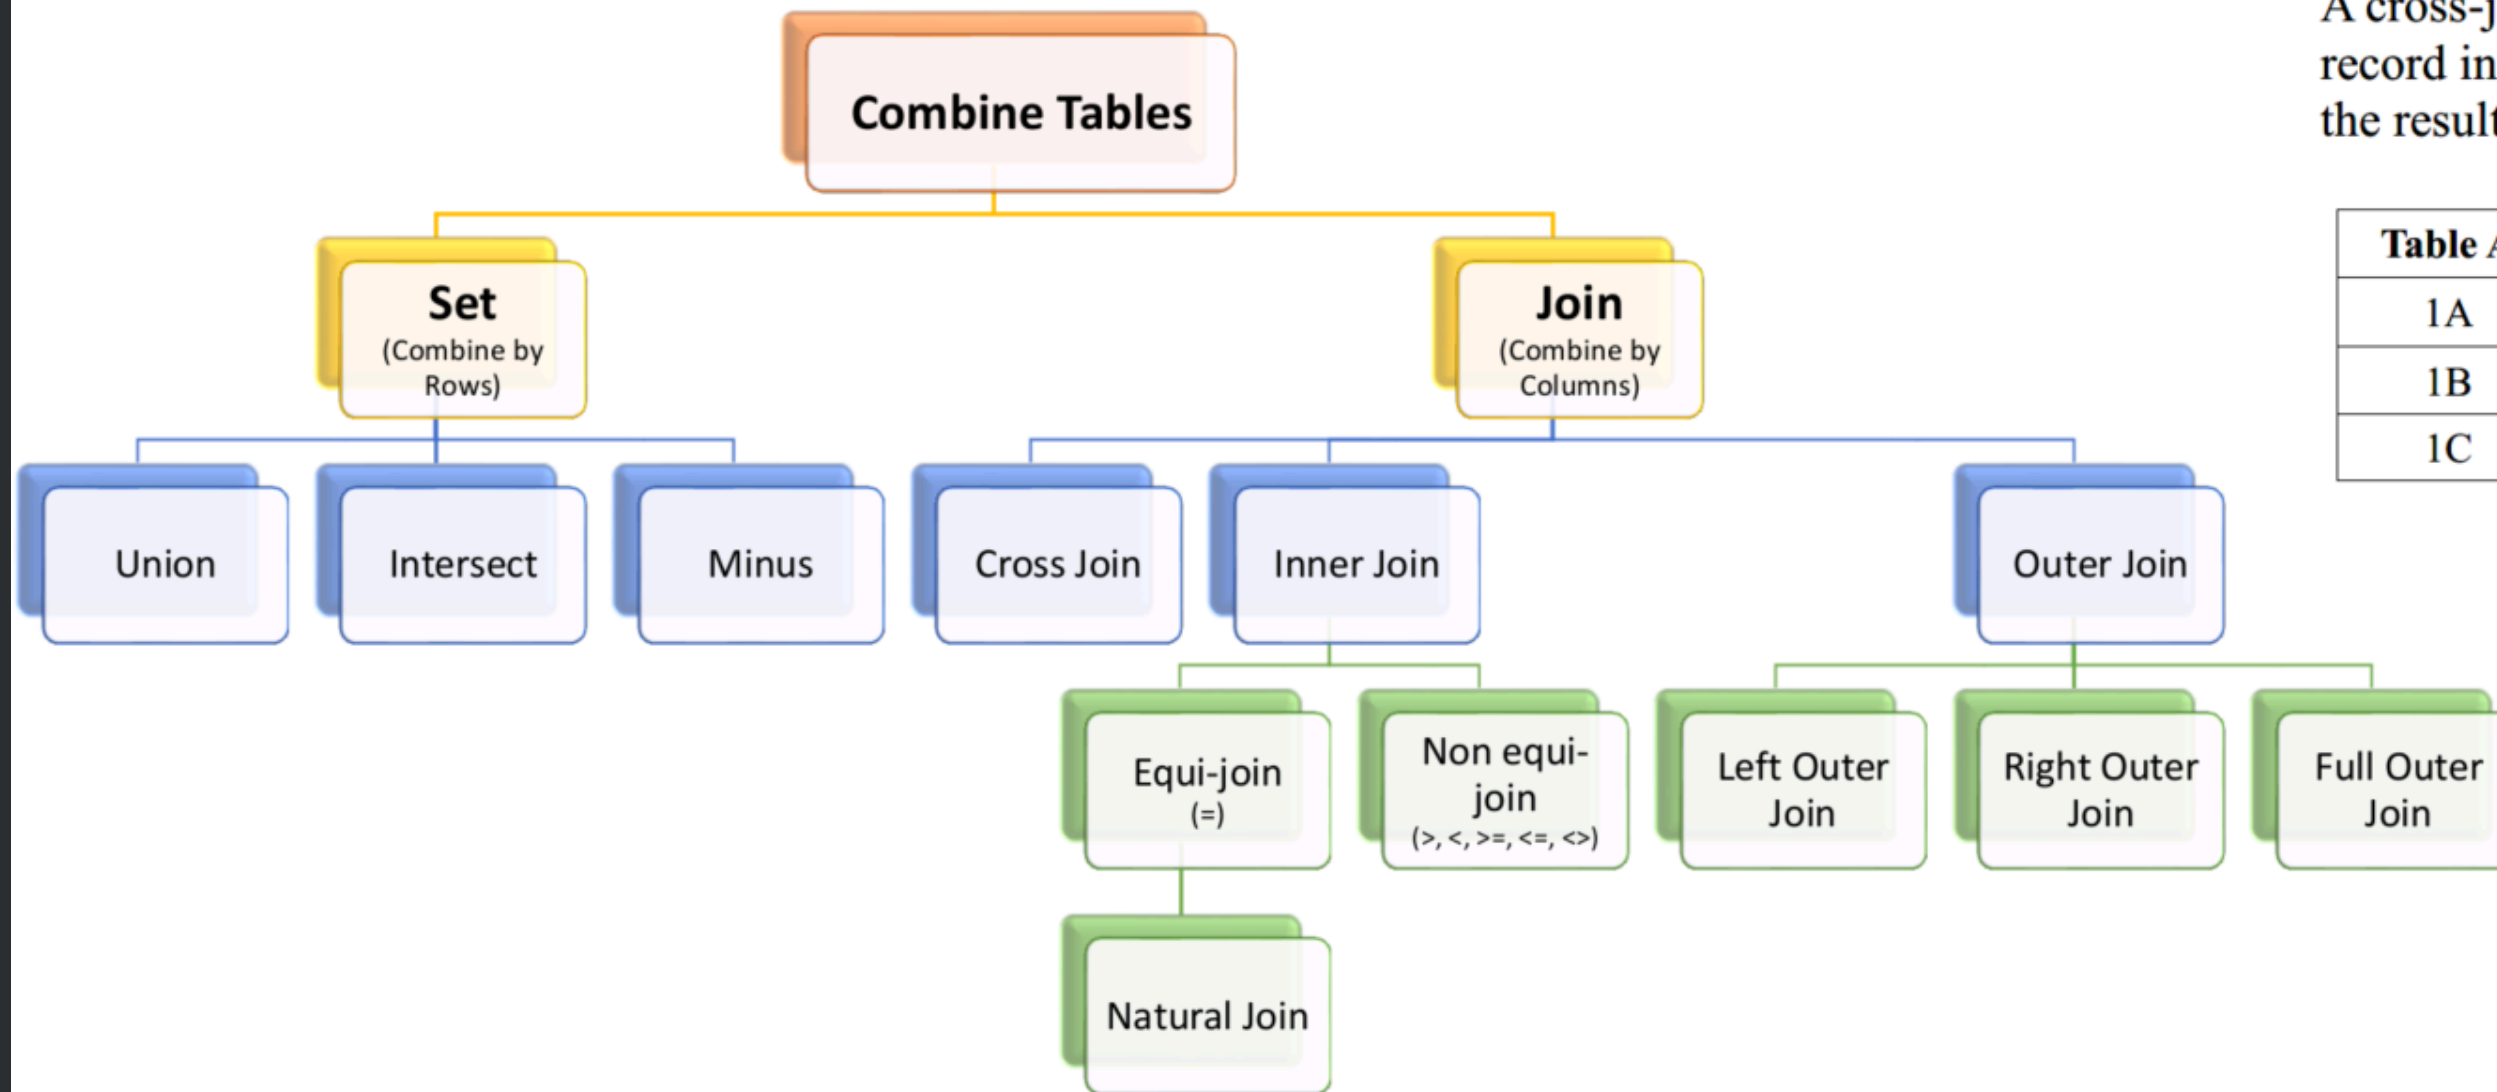 Combine Tables
Set
(Combine by
Rows)
Join
(Combine by
Columns)
Union
Intersect
Minus
Cross Join
Inner Join
Outer Join
Equi-join
(=)
Non equi-
join
(>, <, >=, <=, <>)
Left Outer
Join
Right Outer
Join
Full Outer
Join
Natural Join
A
record in
the
Table
1A
1B
1C